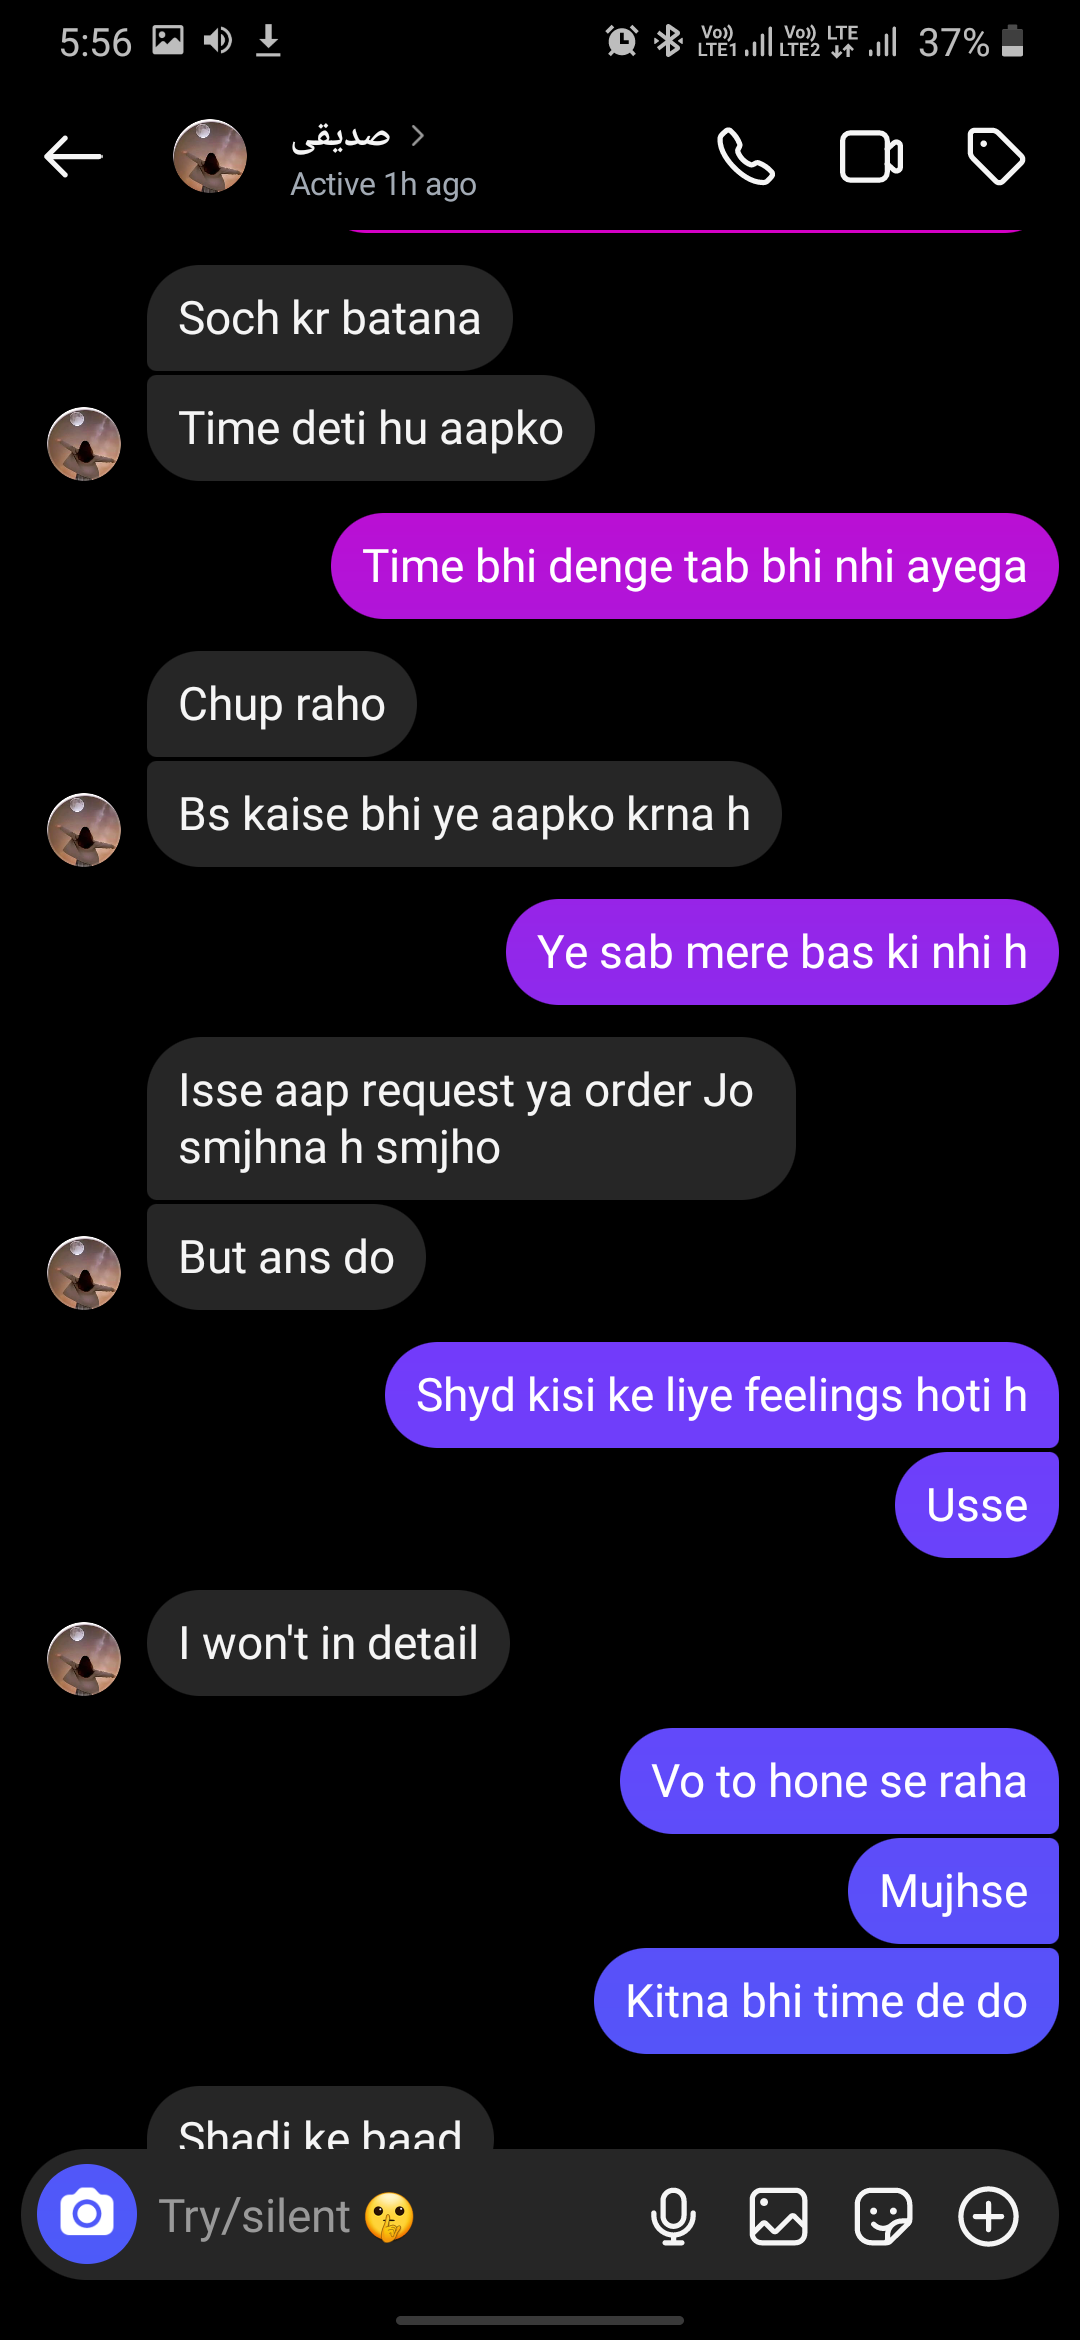 5:56
Vo)) LTE1 Vo)) LTE2 LTE 37%
صدیقی
Active 1h ago
Soch kr batana
Time deti hu aapko
Time bhi denge tab bhi nhi ayega
Chup raho
Bs kaise bhi ye aapko krna h
Ye sab mere bas ki nhi h
Isse aap request ya order Jo
smjhna h smjho
But ans do
Shyd kisi ke liye feelings hoti h
Usse
I won't in detail
Vo to hone se raha
Mujhse
Kitna bhi time de do
Shadi ke baad
Try/silent 🤫